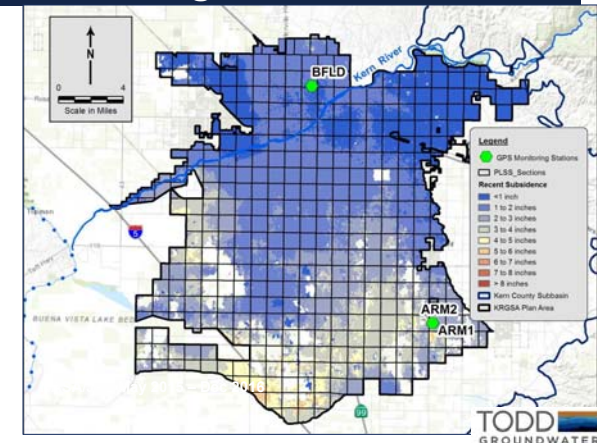 N
0 4
Scale in Miles
BFLD
Kern River
Legend
GPS Monitoring Stations
PLSS_Sections
Recent Subsidence
<1 inch
1 to 2 inches
2 to 3 inches
3 to 4 inches
4 to 5 inches
5 to 6 inches
6 to 7 inches
7 to 8 inches
> 8 inches
Kern County Subbasin
KRGSA Plan Area
5
BUENA VISTA LAKE BED
ARM2
ARM1
99
TODD
GROUNDWATER